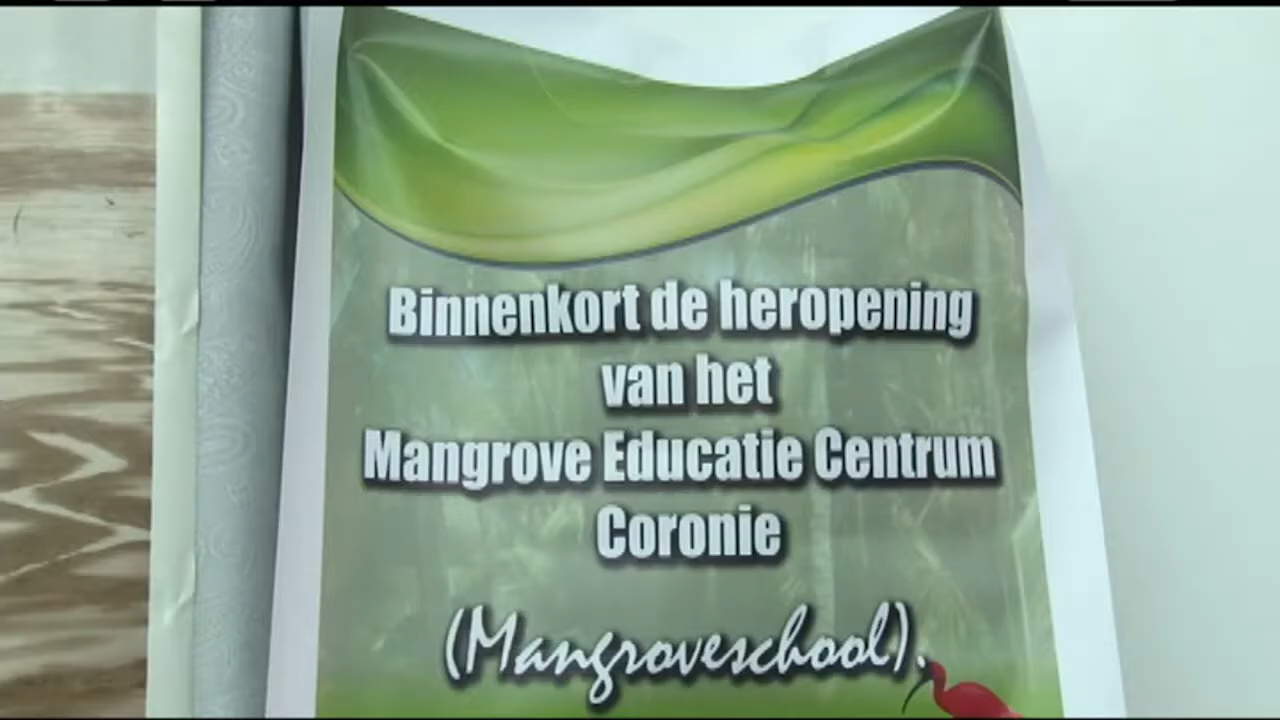 Binnenkort de heropening
van het
Mangrove Educatie Centrum
Coronie
(Mangroveschool).